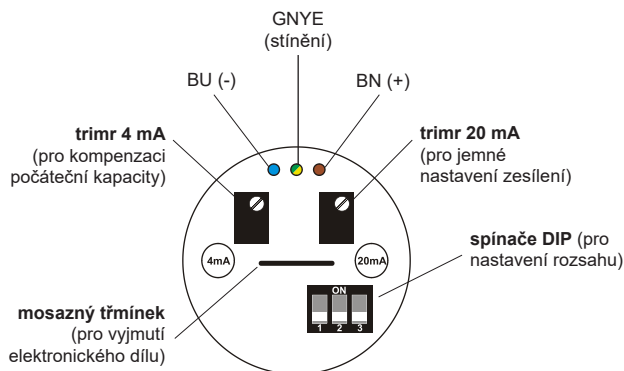 GNYE
(stínění)
BU (-)
BN (+)
trimr 4 mA
(pro kompenzaci
počáteční kapacity)
trimr 20 mA
(pro jemné
nastavení zesílení)
4mA
20mA
spínače DIP (pro
nastavení rozsahu)
ON
1 2 3
mosazný třmínek
(pro vyjmutí
elektronického dílu)